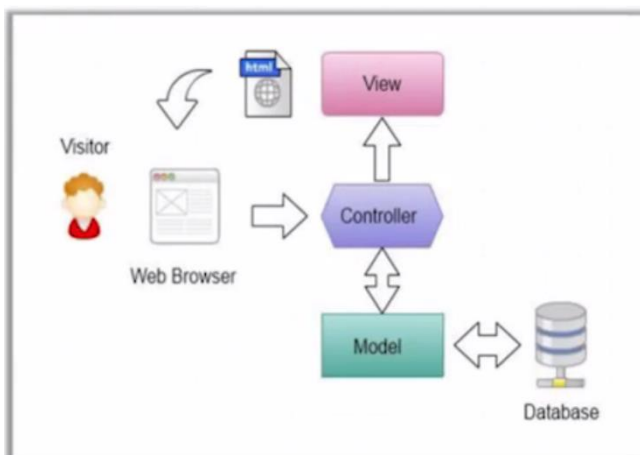 html
View
Visitor
Controller
Web Browser
Model
Database